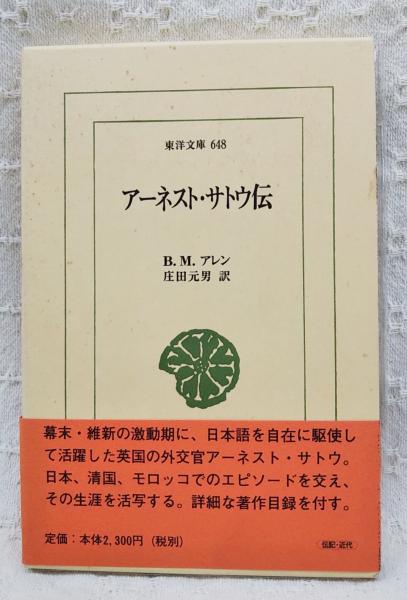 東洋文庫 648
アーネスト・サトウ伝
B. M. アレン
庄田元男 訳
幕末・維新の激動期に、日本語を自在に駆使し
て活躍した英国の外交官アーネスト・サトウ。
日本、清国、モロッコでのエピソードを交え、
その生涯を活写する。詳細な著作目録を付す。
定価：本体2,300円（税別）
伝記・近代